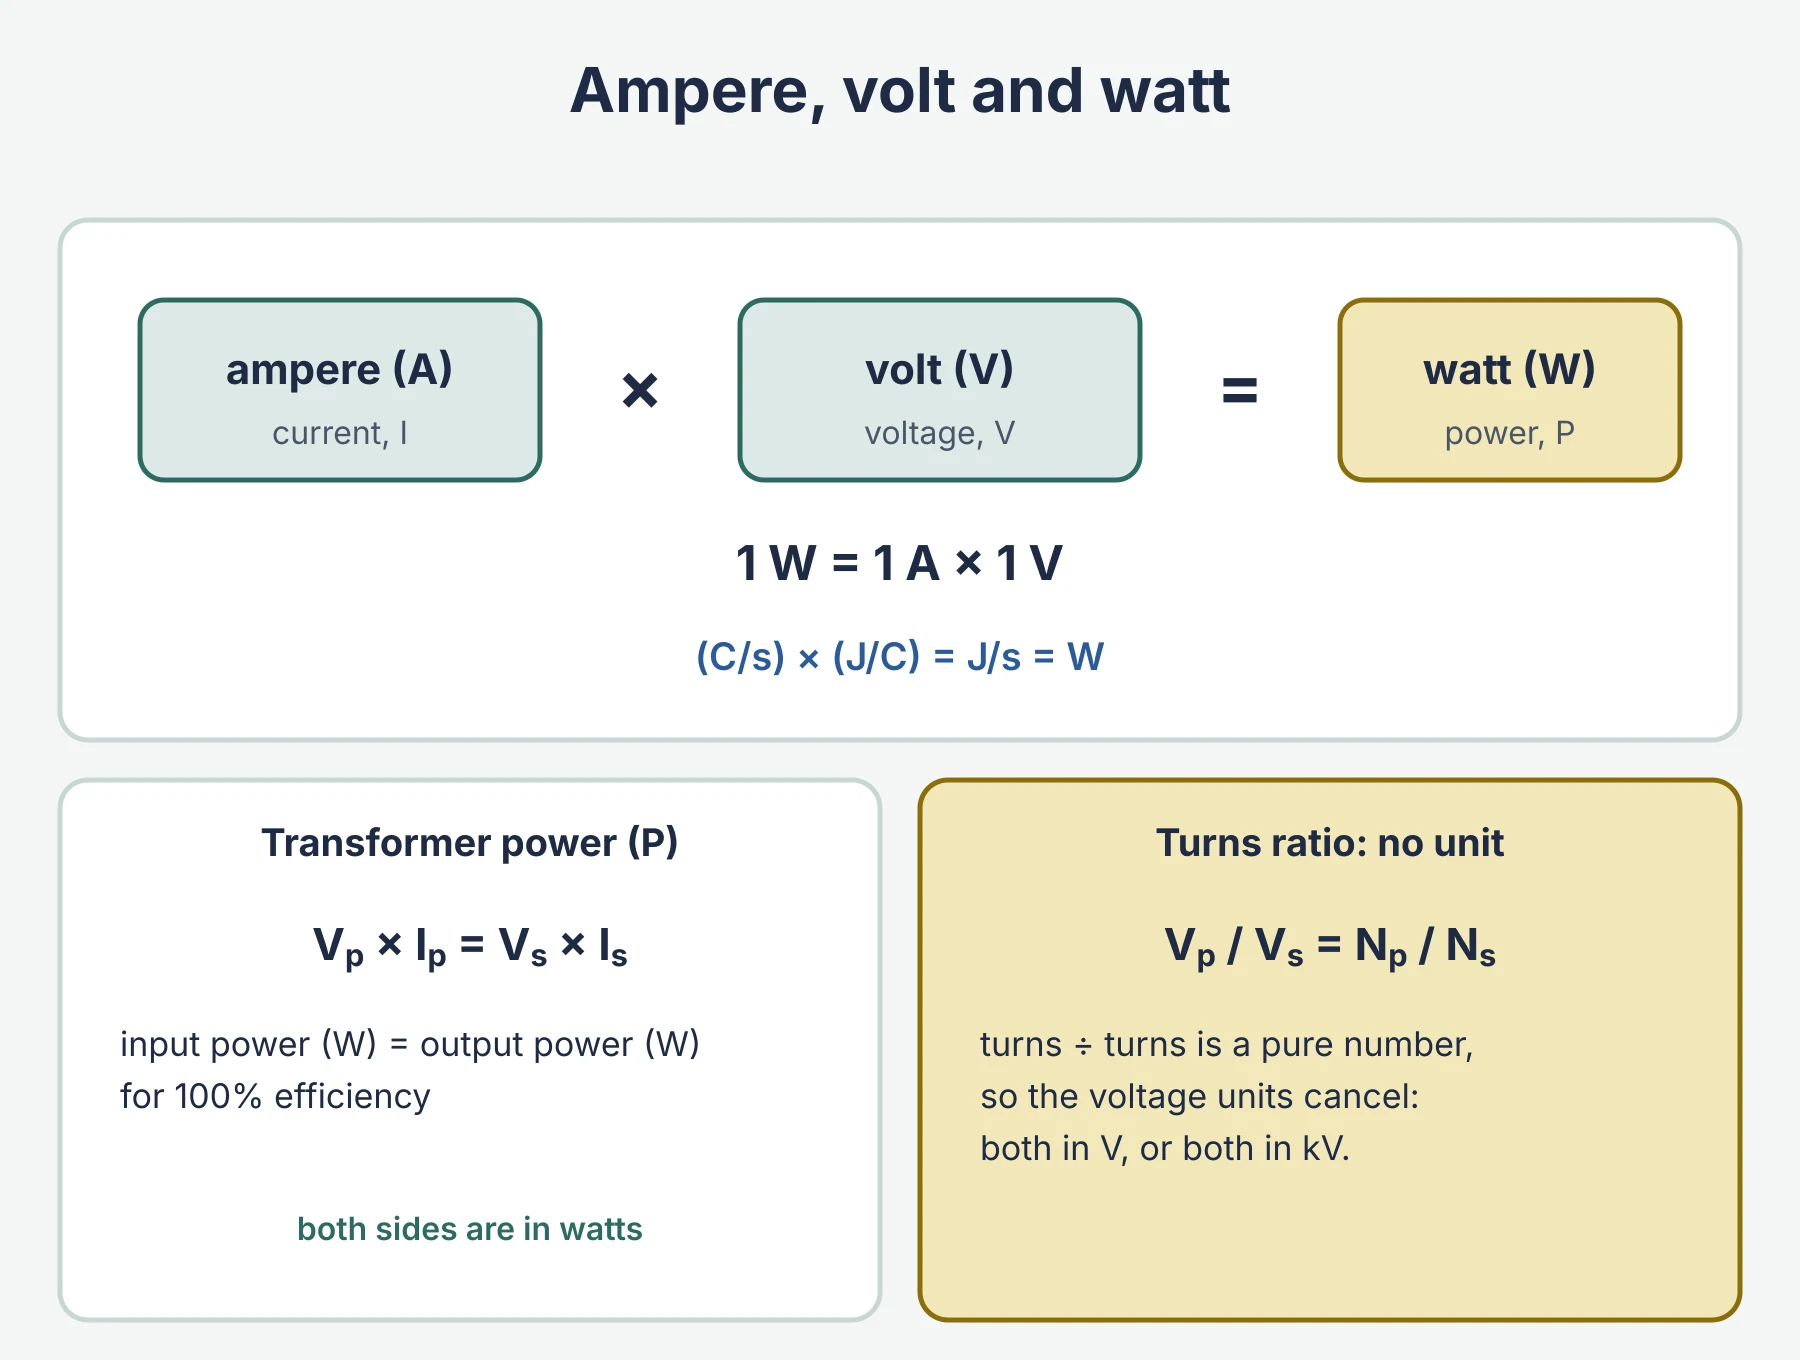 Ampere, volt and watt
ampere (A)
current, I
×
volt (V)
voltage, V
=
watt (W)
power, P
1 W = 1 A × 1 V
(C/s) × (J/C) = J/s = W
Transformer power (P)
Vₚ × Iₚ = Vₛ × Iₛ
input power (W) = output power (W)
for 100% efficiency
both sides are in watts
Turns ratio: no unit
Vₚ / Vₛ = Nₚ / Nₛ
turns ÷ turns is a pure number,
so the voltage units cancel:
both in V, or both in kV.